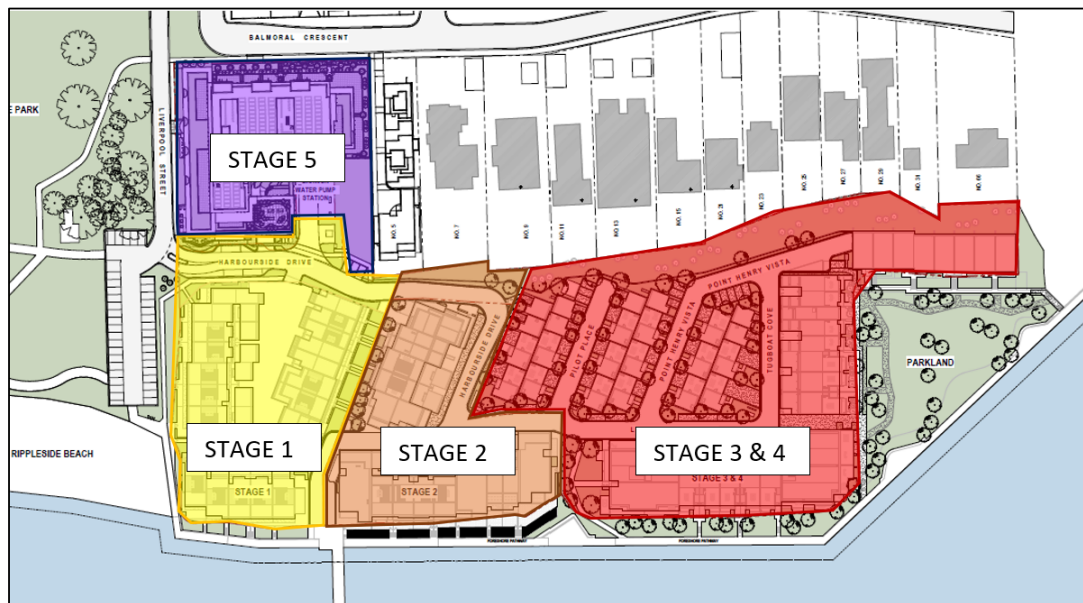 BALMORAL CRESCENT
E PARK
LIVERPOOL STREET
STAGE 5
WATER PUMP
STATION
NO. 5
NO. 7
NO. 9
NO. 11
NO. 13
NO. 15
NO. 21
NO. 23
NO. 25
NO. 27
NO. 29
NO. 31
NO. 66
HARBOURSIDE DRIVE
POINT HENRY VISTA
HARBOURSIDE DRIVE
PILOT PLACE
POINT HENRY VISTA
TUGBOAT COVE
PARKLAND
RIPPLESIDE BEACH
STAGE 1
STAGE 2
STAGE 3 & 4
L
STAGE 1
STAGE 2
STAGE 3 & 4
FORESHORE PATHWAY
FORESHORE PATHWAY